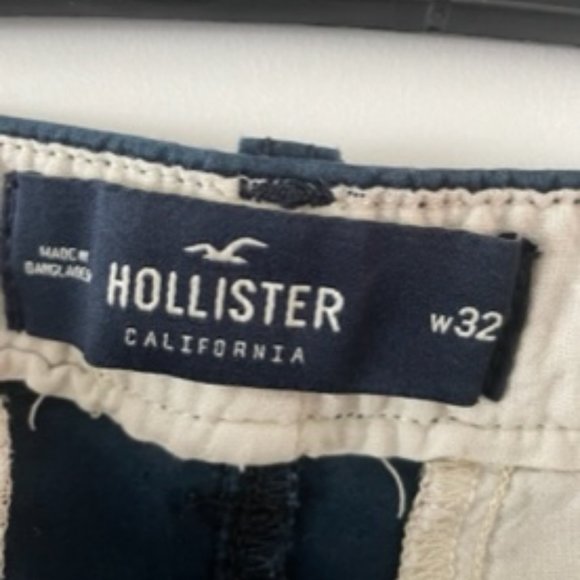 MADE IN
BANGLADESH
HOLLISTER
CALIFORNIA
W32